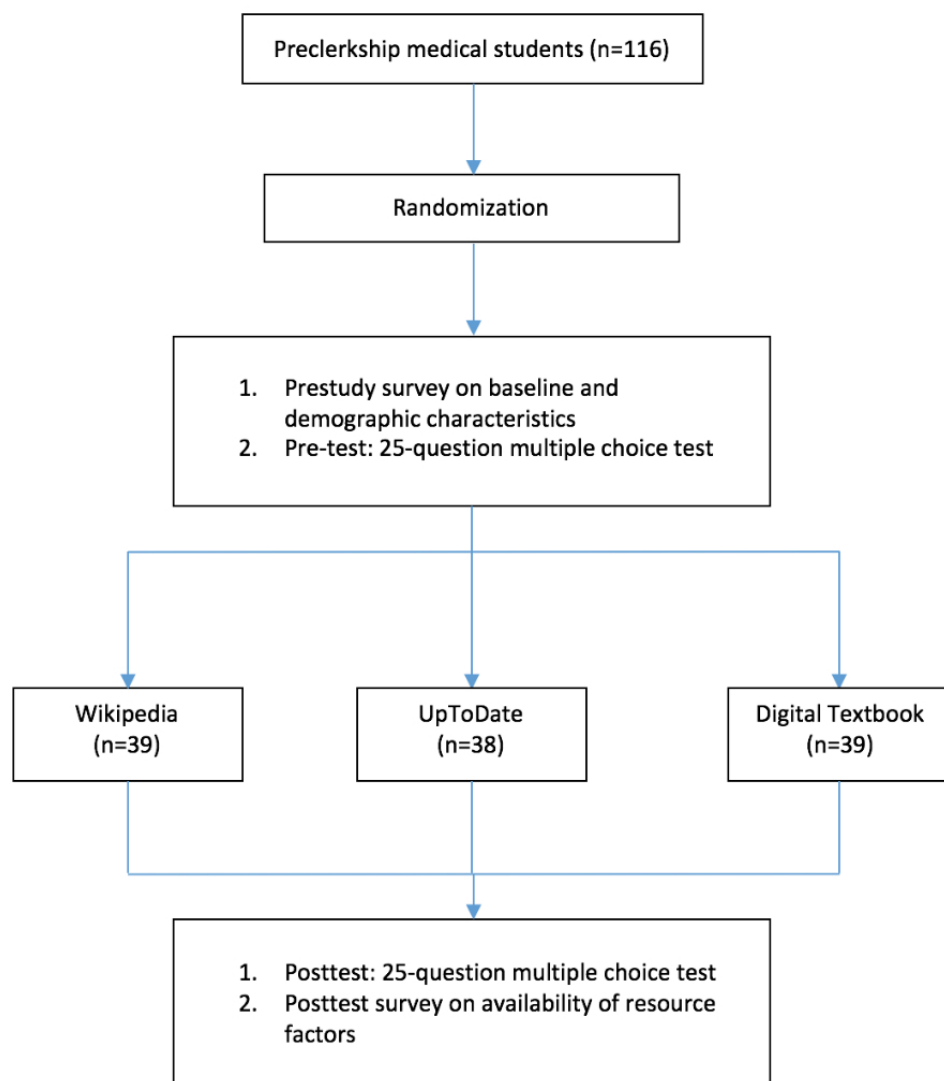 Preclerkship medical students (n=116)
Randomization
1. Prestudy survey on baseline and
demographic characteristics
2. Pre-test: 25-question multiple choice test
Wikipedia
(n=39)
UpToDate
(n=38)
Digital Textbook
(n=39)
1. Posttest: 25-question multiple choice test
2. Posttest survey on availability of resource
factors